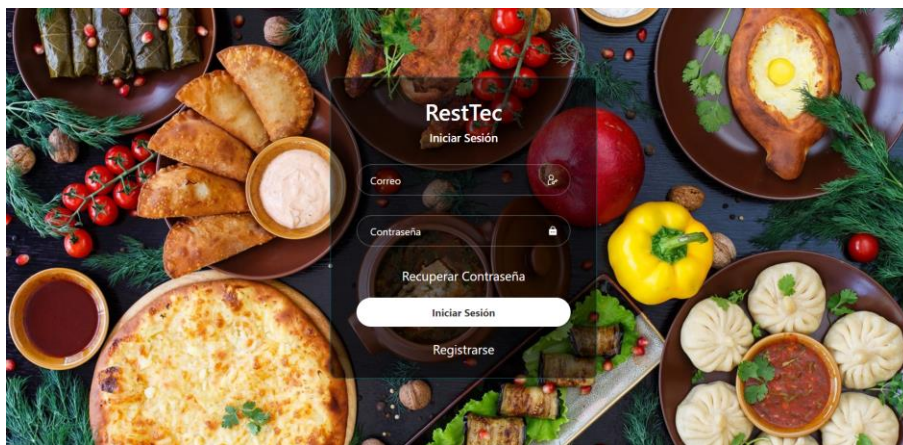 RestTec
Iniciar Sesión
Correo
Contraseña
Recuperar Contraseña
Iniciar Sesión
Registrarse